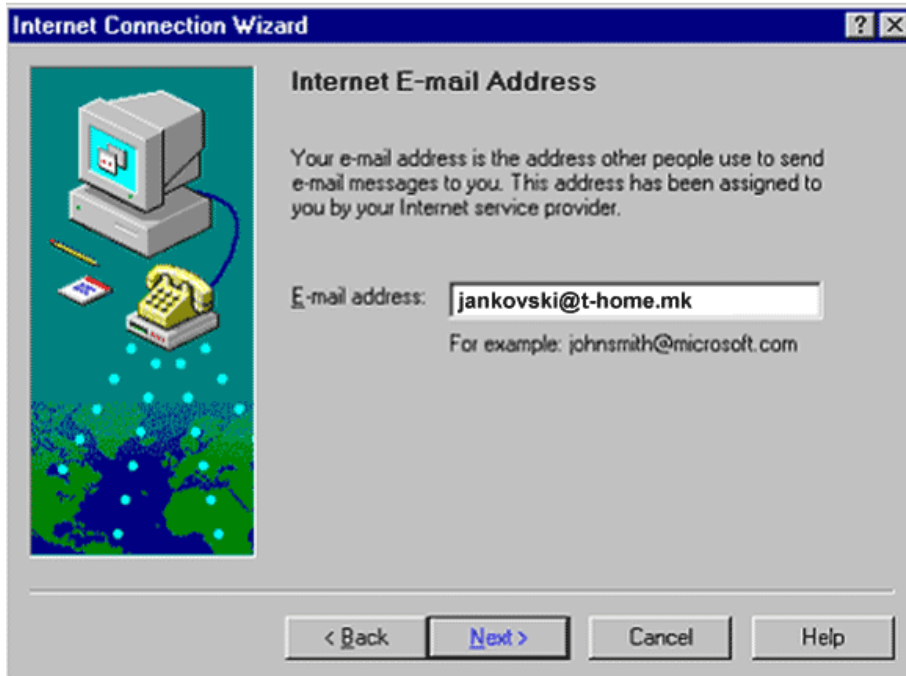 Internet Connection Wizard
Internet E-mail Address
Your e-mail address is the address other people use to send
e-mail messages to you. This address has been assigned to
you by your Internet service provider.
E-mail address: jankovski@t-home.mk
For example: johnsmith@microsoft.com
< Back Next > Cancel Help